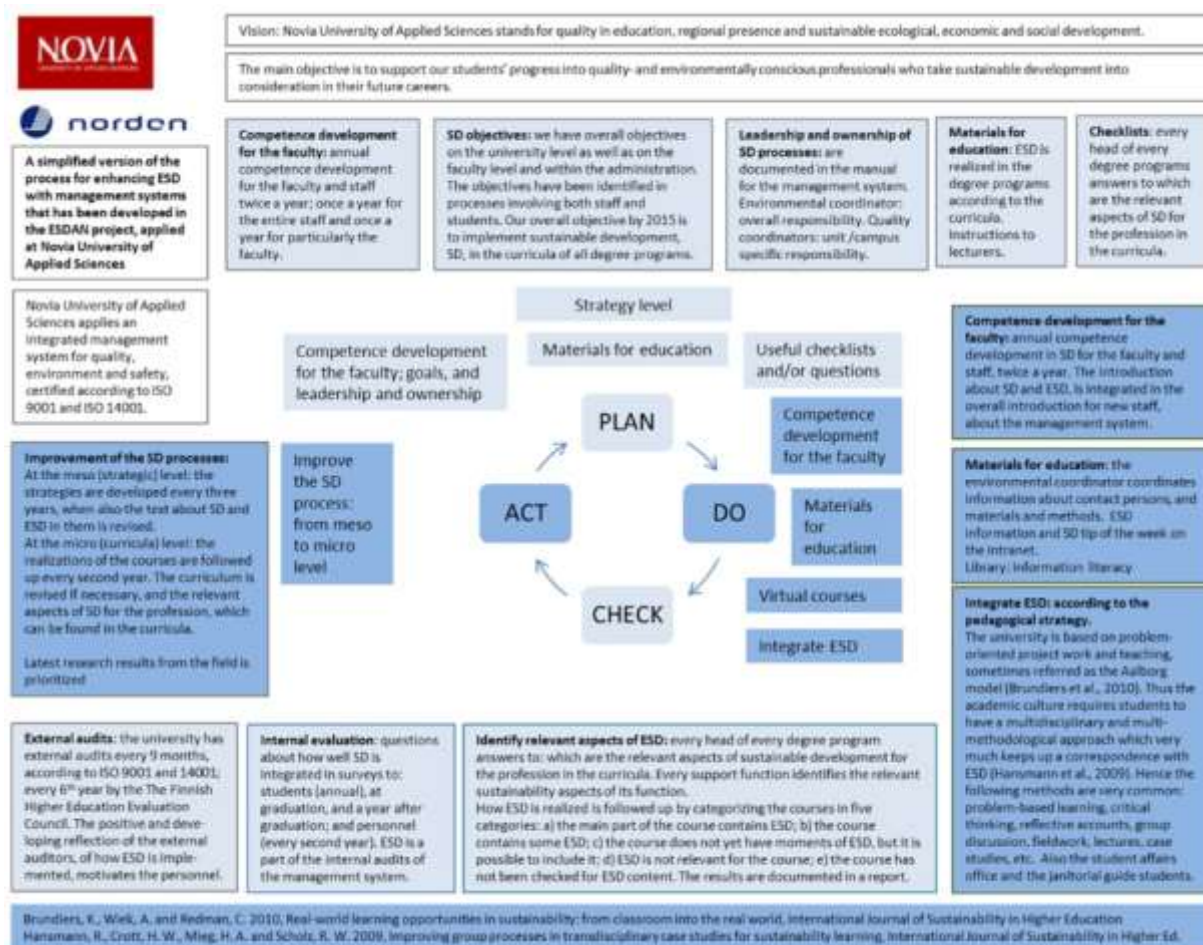 NOVIA
UNIVERSITY OF APPLIED SCIENCES
norden
Vision: Novia University of Applied Sciences stands for quality in education, regional presence and sustainable ecological, economic and social development.
The main objective is to support our students' progress into quality- and environmentally conscious professionals who take sustainable development into
consideration in their future careers.
A simplified version of the
process for enhancing ESD
with management systems
that has been developed in
the ESDAN project, applied
at Novia University of
Applied Sciences
Novia University of Applied
Sciences applies an
integrated management
system for quality,
environment and safety,
certified according to ISO
9001 and ISO 14001.
Competence development
for the faculty: annual
competence development
for the faculty and staff
twice a year; once a year for
the entire staff and once a
year for particularly the
faculty.
SD objectives: we have overall objectives
on the university level as well as on the
faculty level and within the administration.
The objectives have been identified in
processes involving both staff and
students. Our overall objective by 2015 is
to implement sustainable development,
SD, in the curricula of all degree programs.
Leadership and ownership of
SD processes: are
documented in the manual
for the management system.
Environmental coordinator:
overall responsibility. Quality
coordinators: unit/campus
specific responsibility.
Materials for
education: ESD is
realized in the
degree programs
according to the
curricula.
Instructions to
lecturers.
Checklists: every
head of every
degree programs
answers to which
are the relevant
aspects of SD for
the profession in
the curricula.
Strategy level
Competence development
for the faculty; goals, and
leadership and ownership
Materials for education
Useful checklists
and/or questions
PLAN
DO
CHECK
ACT
Competence
development
for the faculty
Materials
for
education
Virtual courses
Integrate ESD
Improve
the SD
process:
from meso
to micro
level
Improvement of the SD processes:
At the meso (strategic) level: the
strategies are developed every three
years, when also the text about SD and
ESD in them is revised.
At the micro (curricula) level: the
realizations of the courses are followed
up every second year. The curriculum is
revised if necessary, and the relevant
aspects of SD for the profession, which
can be found in the curricula.
Latest research results from the field is
prioritized
Competence development for the
faculty: annual competence
development in SD for the faculty and
staff, twice a year. The introduction
about SD and ESD, is integrated in the
overall introduction for new staff,
about the management system.
Materials for education: the
environmental coordinator coordinates
information about contact persons, and
materials and methods. ESD
information and SD tip of the week on
the intranet.
Library: Information literacy
Integrate ESD: according to the
pedagogical strategy.
The university is based on problem-
oriented project work and teaching,
sometimes referred as the Aalborg
model (Brundiers et al., 2010). Thus the
academic culture requires students to
have a multidisciplinary and multi-
methodological approach which very
much keeps up a correspondence with
ESD (Hansmann et al., 2009). Hence the
following methods are very common:
problem-based learning, critical
thinking, reflective accounts, group
discussion, fieldwork, lectures, case
studies, etc. Also the student affairs
office and the janitorial guide students.
External audits: the university has
external audits every 9 months,
according to ISO 9001 and 14001;
every 6th year by the The Finnish
Higher Education Evaluation
Council. The positive and deve-
loping reflection of the external
auditors, of how ESD is imple-
mented, motivates the personnel.
Internal evaluation: questions
about how well SD is
integrated in surveys to:
students (annual), at
graduation, and a year after
graduation; and personnel
(every second year). ESD is a
part of the internal audits of
the management system.
Identify relevant aspects of ESD: every head of every degree program
answers to: which are the relevant aspects of sustainable development for
the profession in the curricula. Every support function identifies the relevant
sustainability aspects of its function.
How ESD is realized is followed up by categorizing the courses in five
categories: a) the main part of the course contains ESD; b) the course
contains some ESD; c) the course does not yet have moments of ESD, but it is
possible to include it; d) ESD is not relevant for the course; e) the course has
not been checked for ESD content. The results are documented in a report.
Brundiers, K., Wiek, A. and Redman, C. 2010, Real-world learning opportunities in sustainability: from classroom into the real world, International Journal of Sustainability in Higher Education
Hansmann, R., Crott, H. W., Mieg, H. A. and Scholz, R. W. 2009, Improving group processes in transdisciplinary case studies for sustainability learning, International Journal of Sustainability in Higher Ed.